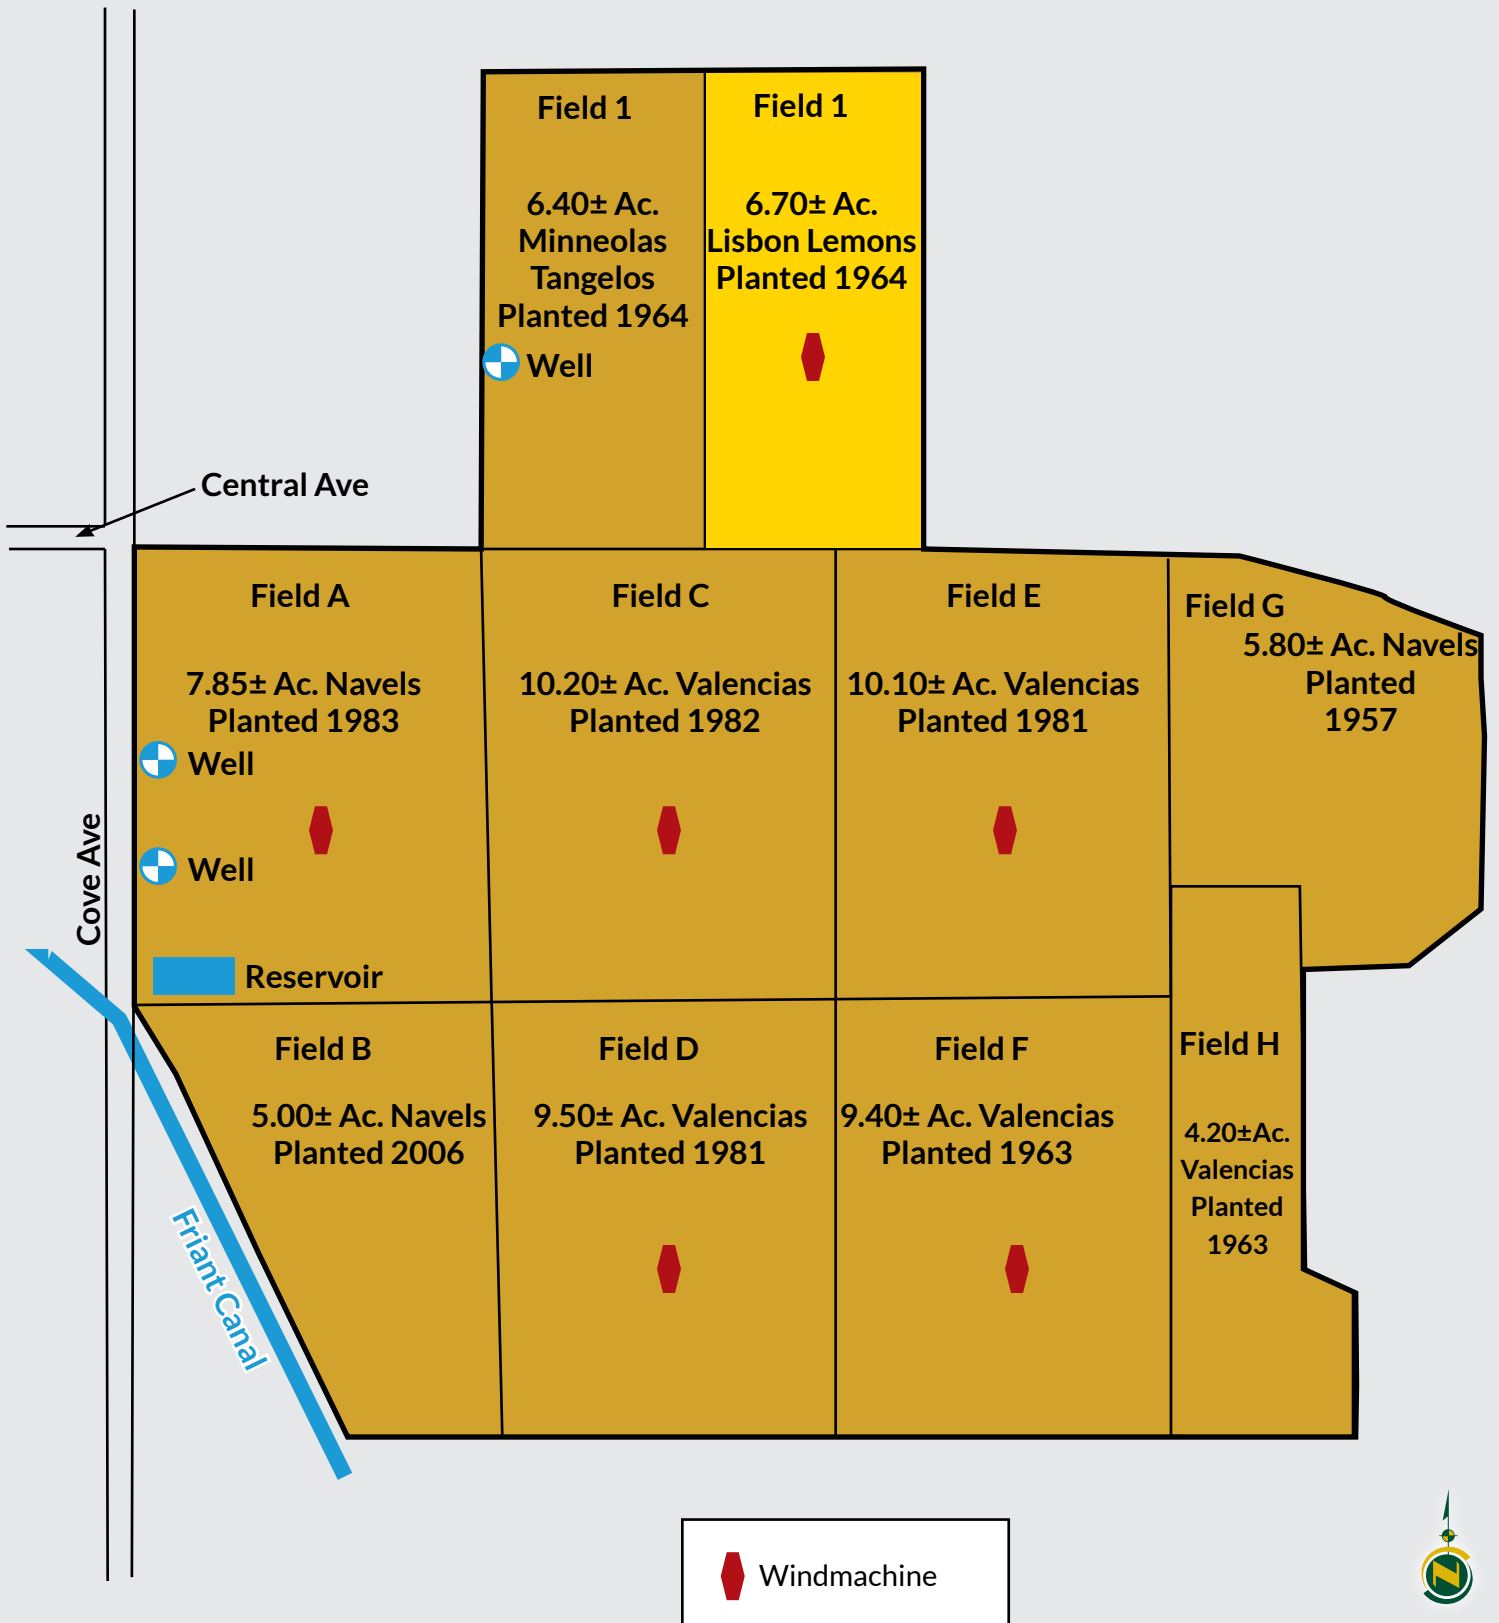 Field 1
6.40± Ac.
Minneolas
Tangelos
Planted 1964
Well
Field 1
6.70± Ac.
Lisbon Lemons
Planted 1964
Central Ave
Field A
7.85± Ac. Navels
Planted 1983
Well
Well
Reservoir
Field C
10.20± Ac. Valencias
Planted 1982
Field E
10.10± Ac. Valencias
Planted 1981
Field G
5.80± Ac. Navels
Planted
1957
Cove Ave
Field B
5.00± Ac. Navels
Planted 2006
Field D
9.50± Ac. Valencias
Planted 1981
Field F
9.40± Ac. Valencias
Planted 1963
Field H
4.20±Ac.
Valencias
Planted
1963
Friant Canal
Windmachine
N